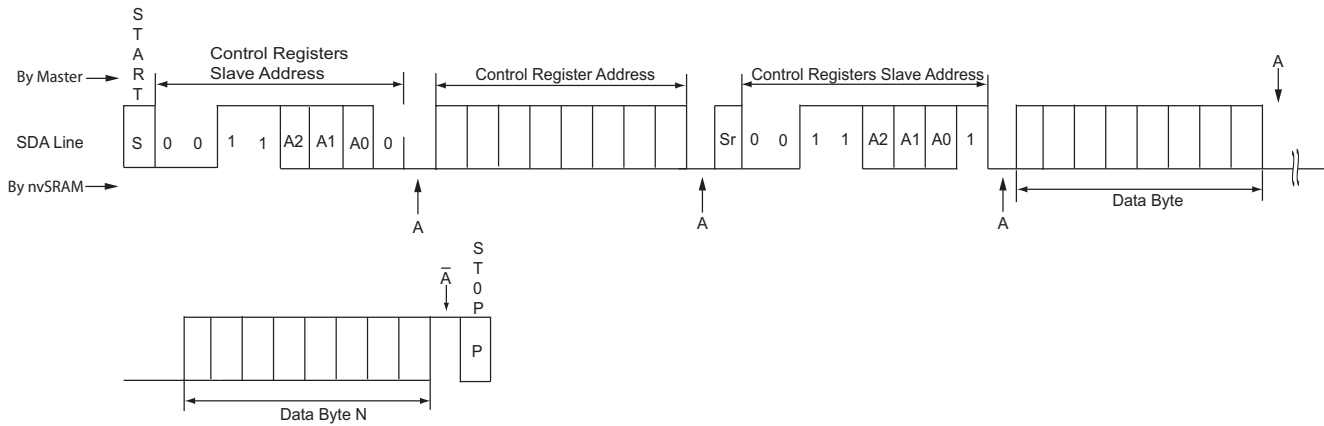 START
Control Registers
Slave Address
By Master
Control Register Address
Control Registers Slave Address
A
SDA Line
S 0 0 1 1 A2 A1 A0 0
Sr 0 0 1 1 A2 A1 A0 1
By nvSRAM
A
A
A
Data Byte
ST0P
A̅
P
Data Byte N